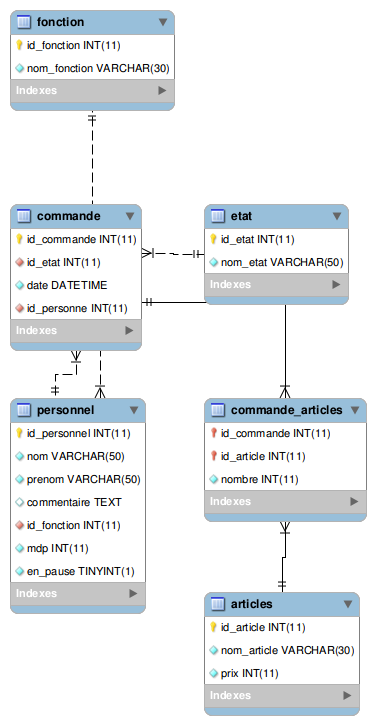 fonction
id_fonction INT(11)
nom_fonction VARCHAR(30)
Indexes
commande
id_commande INT(11)
id_etat INT(11)
date DATETIME
id_personne INT(11)
Indexes
etat
id_etat INT(11)
nom_etat VARCHAR(50)
Indexes
personnel
id_personnel INT(11)
nom VARCHAR(50)
prenom VARCHAR(50)
commentaire TEXT
id_fonction INT(11)
mdp INT(11)
en_pause TINYINT(1)
Indexes
commande_articles
id_commande INT(11)
id_article INT(11)
nombre INT(11)
Indexes
articles
id_article INT(11)
nom_article VARCHAR(30)
prix INT(11)
Indexes